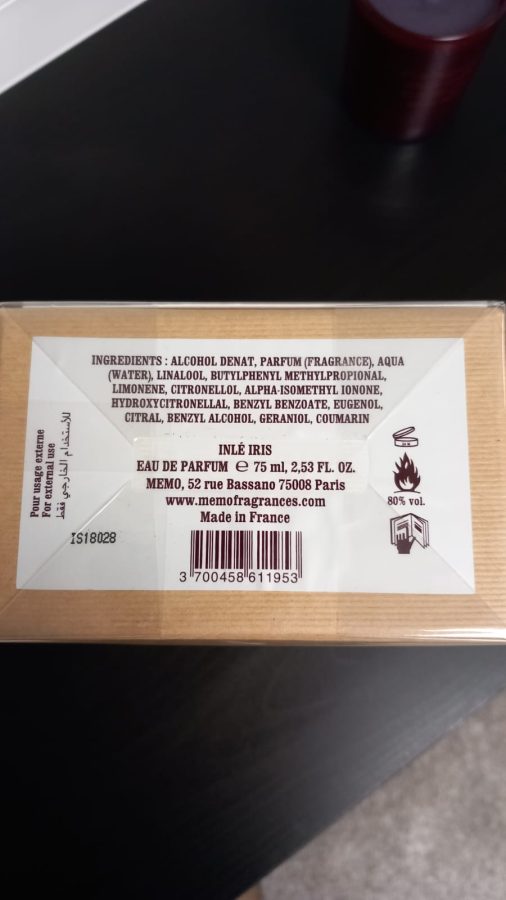 INGREDIENTS : ALCOHOL DENAT, PARFUM (FRAGRANCE), AQUA
(WATER), LINALOOL, BUTYLPHENYL METHYLPROPIONAL,
LIMONENE, CITRONELLOL, ALPHA-ISOMETHYL IONONE,
HYDROXYCITRONELLAL, BENZYL BENZOATE, EUGENOL,
CITRAL, BENZYL ALCOHOL, GERANIOL, COUMARIN
INLÉ IRIS
EAU DE PARFUM ℮ 75 ml, 2,53 FL. OZ.
MEMO, 52 rue Bassano 75008 Paris
www.memofragrances.com
Made in France
3 700458 611953
Pour usage externe
For external use
للاستخدام الخارجي فقط
IS18028
80% vol.